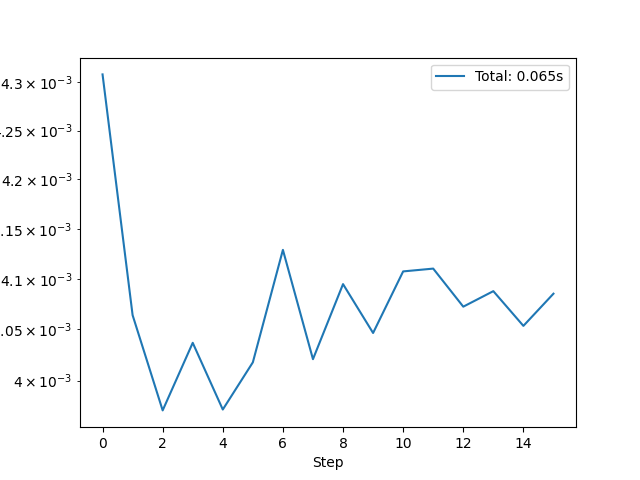 Total: 0.065s
4.3 × 10⁻³
.25 × 10⁻³
4.2 × 10⁻³
.15 × 10⁻³
4.1 × 10⁻³
.05 × 10⁻³
4 × 10⁻³
0 2 4 6 8 10 12 14
Step